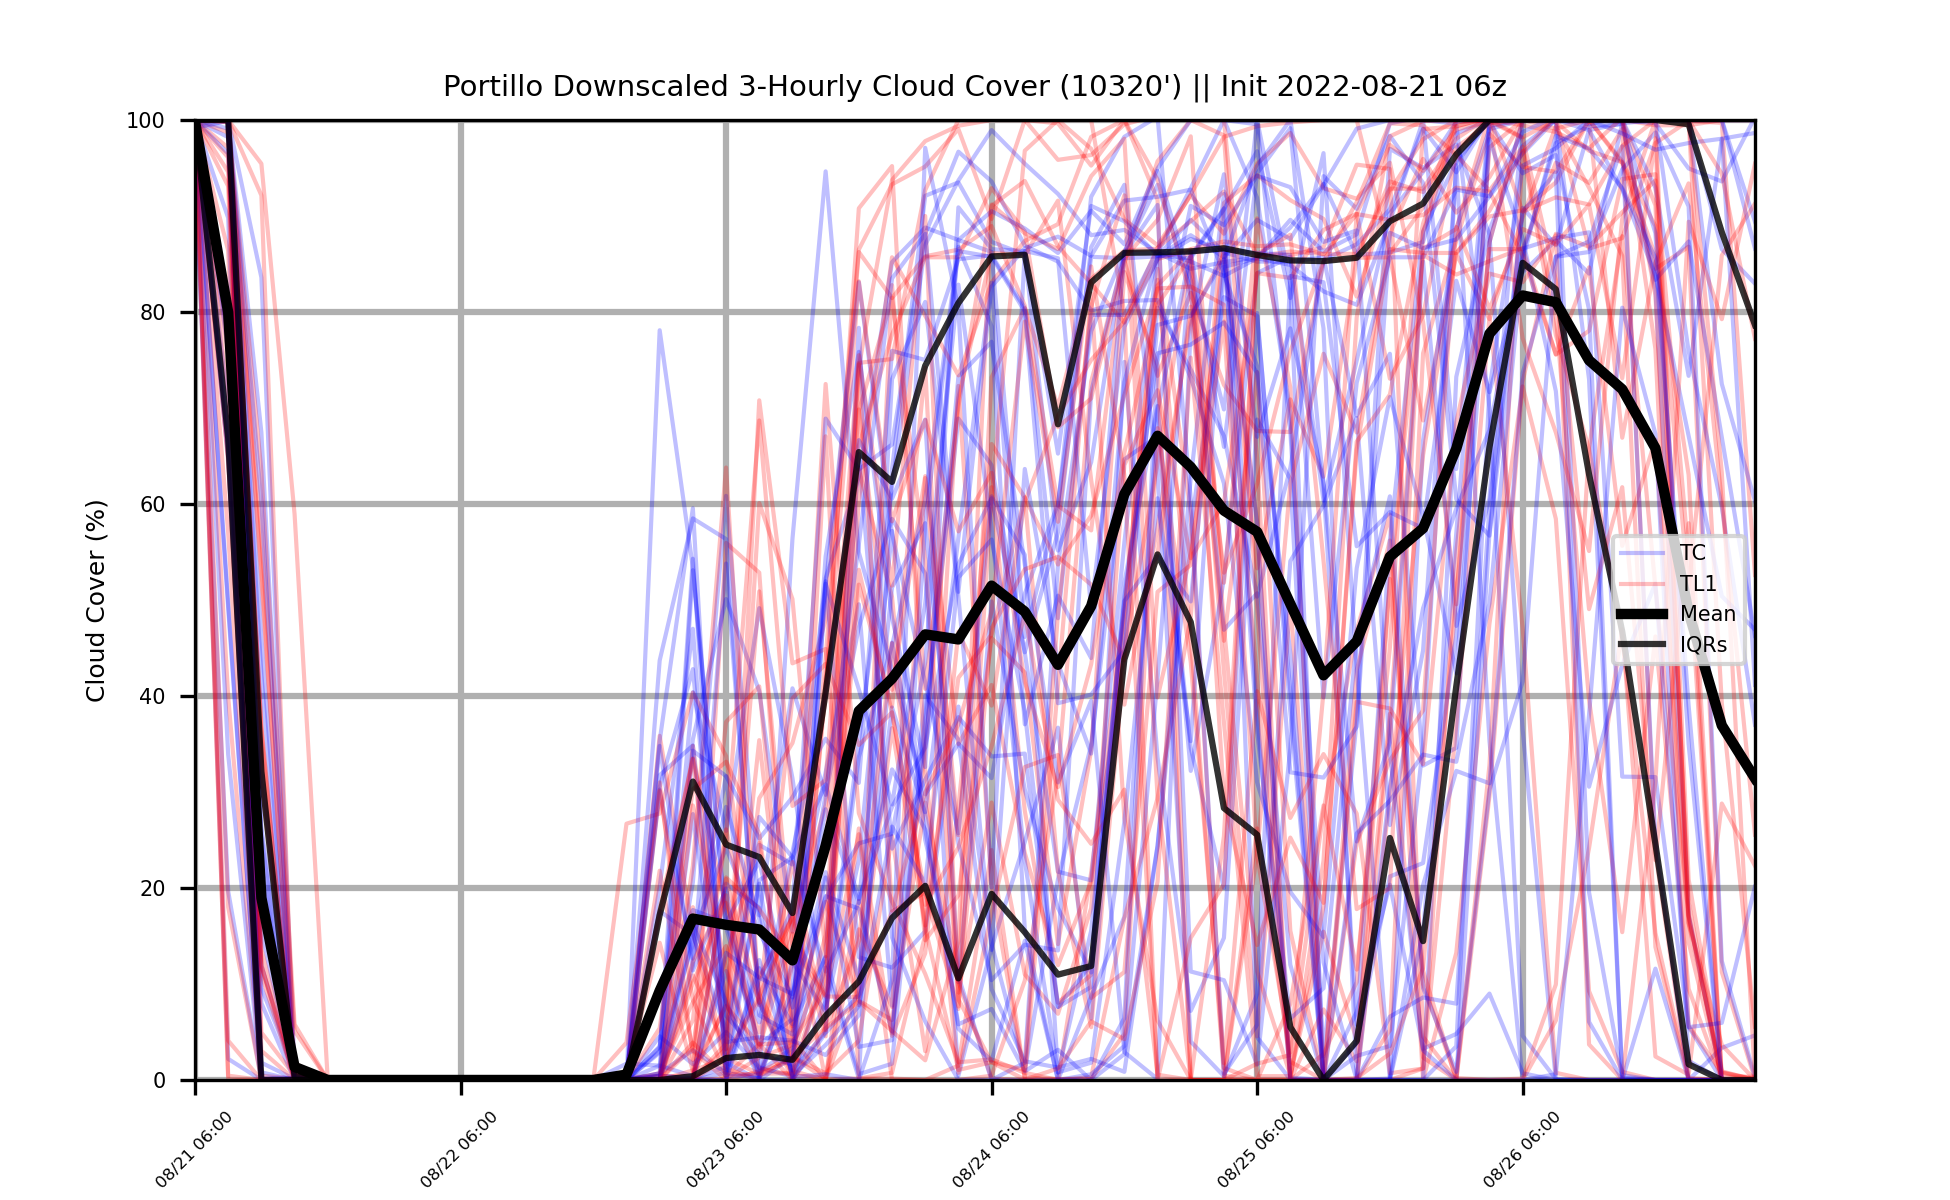 Portillo Downscaled 3-Hourly Cloud Cover (10320') || Init 2022-08-21 06z
Cloud Cover (%)
100
80
60
40
20
0
TC
TL1
Mean
IQRs
08/21 06:00
08/22 06:00
08/23 06:00
08/24 06:00
08/25 06:00
08/26 06:00